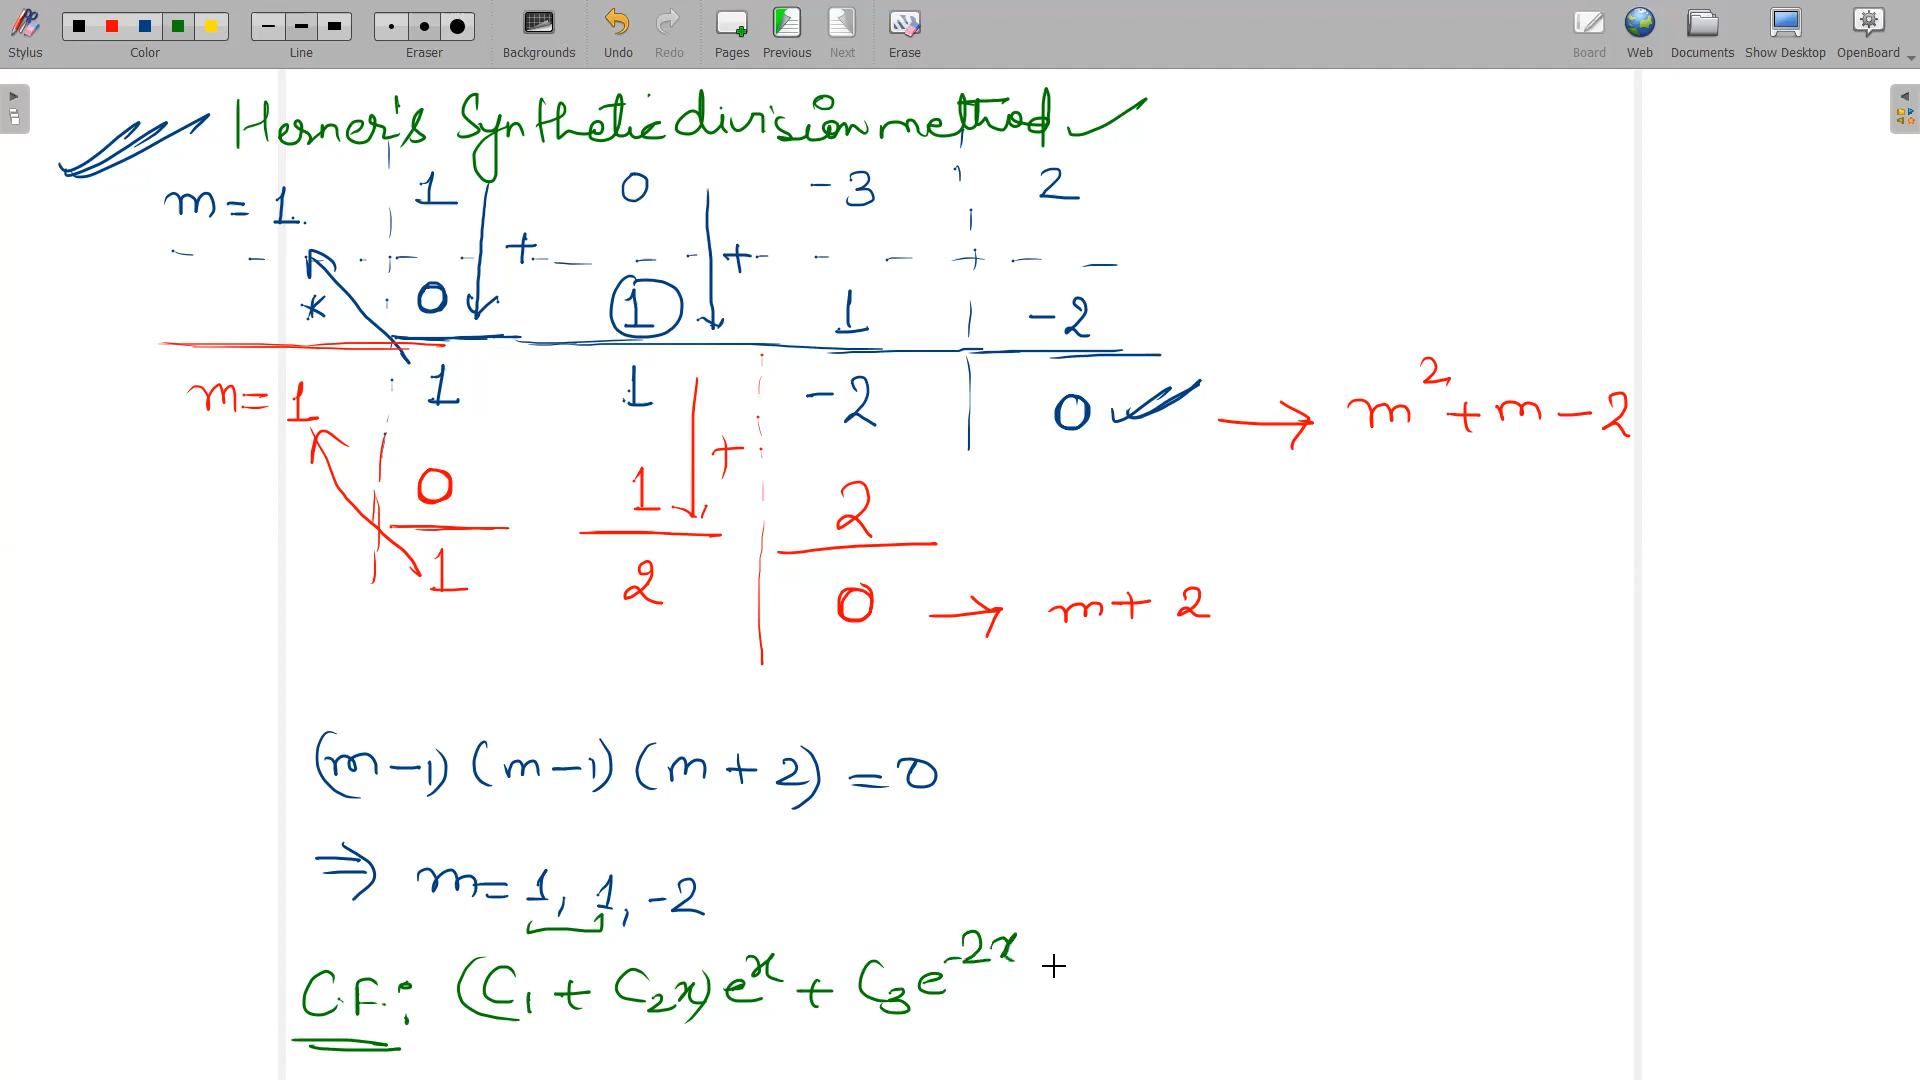 Stylus Color Line Eraser Backgrounds Undo Redo Pages Previous Next Erase Board Web Documents Show Desktop OpenBoard
Horner's Synthetic division method ✓
m = 1. 1 0 -3 2
+ +
* 0 1 1 -2
m = 1 1 1 -2 0 ✓ → m² + m - 2
+
0 1 2
1 2 0 → m + 2
(m-1) (m-1) (m+2) = 0
⇒ m = 1, 1, -2
C.F.: (C₁ + C₂x)eˣ + C₃e⁻²ˣ